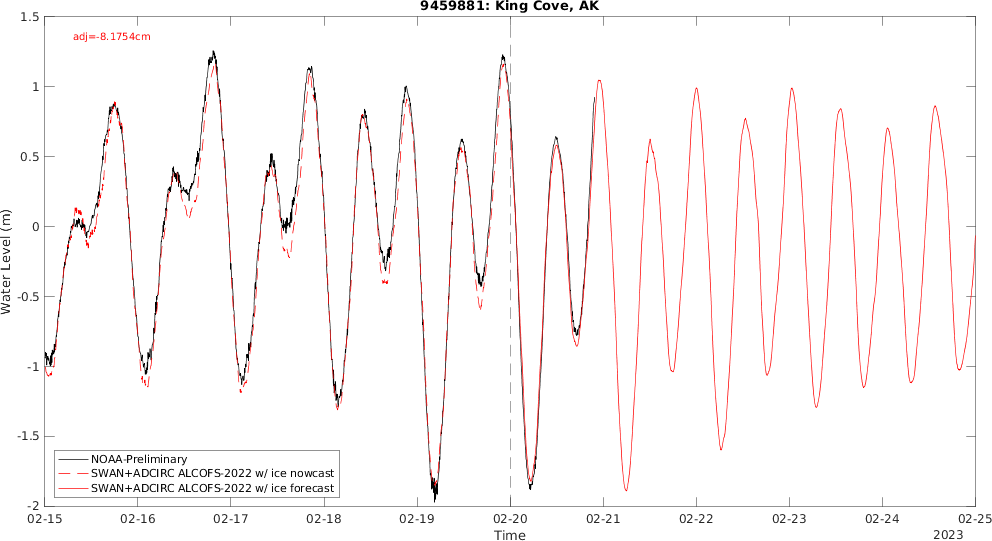 9459881: King Cove, AK
adj=-8.1754cm
1.5
1
0.5
0
-0.5
-1
-1.5
-2
Water Level (m)
NOAA-Preliminary
SWAN+ADCIRC ALCOFS-2022 w/ ice nowcast
SWAN+ADCIRC ALCOFS-2022 w/ ice forecast
02-15 02-16 02-17 02-18 02-19 02-20 02-21 02-22 02-23 02-24 02-25
Time
2023